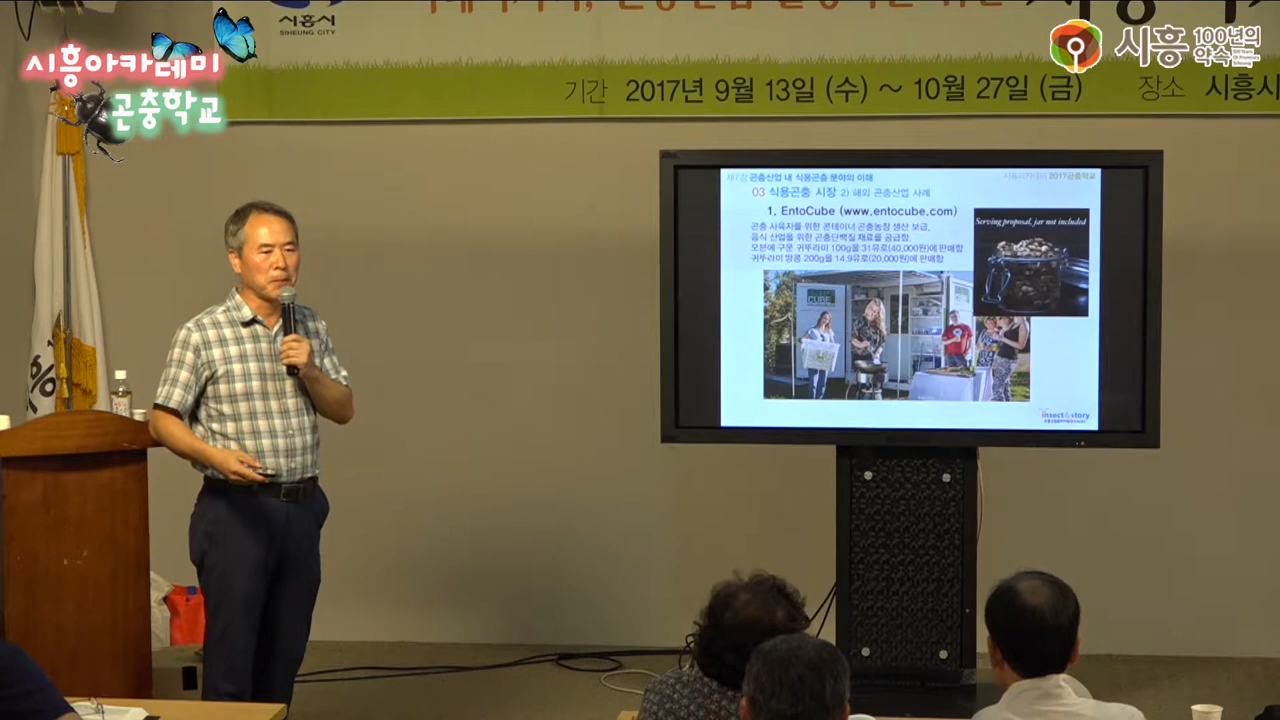 시흥시
SIHEUNG CITY
시흥아카데미
곤충학교
시흥 100년의
약속
기간 2017년 9월 13일 (수) ~ 10월 27일 (금) 장소 시흥시
제7장 곤충산업 내 식용곤충 분야의 이해
시흥아카데미 2017곤충학교
03 식용곤충 시장 2) 해외 곤충산업 사례
1. EntoCube (www.entocube.com)
곤충 사육자를 위한 콘테이너 곤충농장 생산 보급,
음식 산업을 위한 곤충단백질 재료를 공급함.
오븐에 구운 귀뚜라미 100g을 31유로(40,000원)에 판매함
귀뚜라미 땅콩 200g을 14.9유로(20,000원)에 판매함
Serving proposal, jar not included
CUBE
insect & story